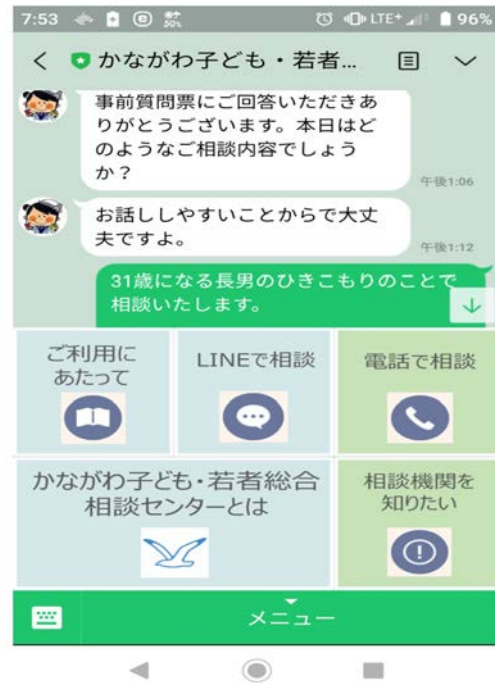 7:53
50%
LTE+
96%
かながわ子ども・若者...
事前質問票にご回答いただきあ
りがとうございます。本日はど
のようなご相談内容でしょう
か?
午後1:06
お話ししやすいことからで大丈
夫ですよ。
午後1:12
31歳になる長男のひきこもりのことで
相談いたします。
ご利用に
あたって
LINEで相談
電話で相談
かながわ子ども・若者総合
相談センターとは
相談機関を
知りたい
メニュー